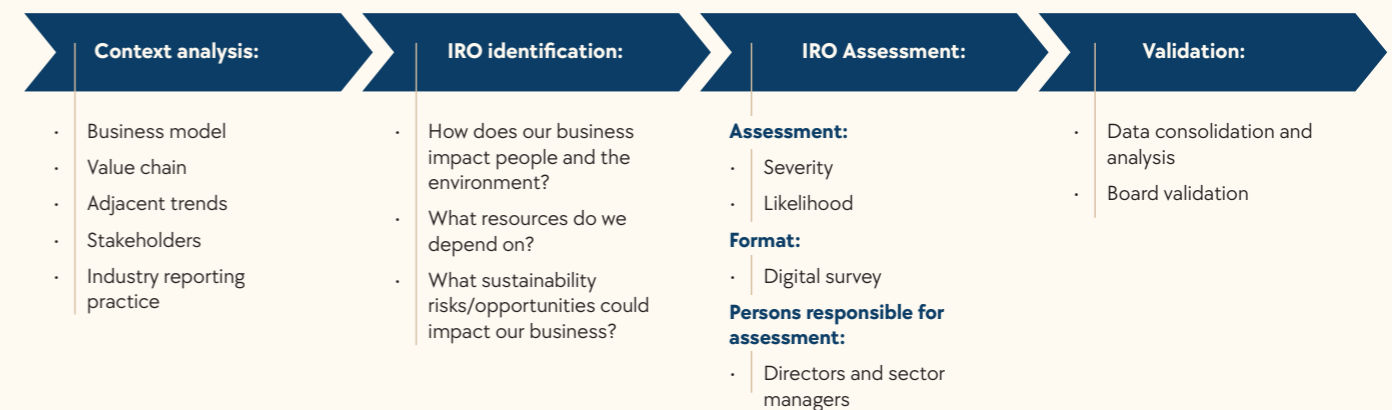 Context analysis:
Business model
Value chain
Adjacent trends
Stakeholders
Industry reporting
practice
IRO identification:
How does our business
impact people and the
environment?
What resources do we
depend on?
What sustainability
risks/opportunities could
impact our business?
IRO Assessment:
Assessment:
Severity
Likelihood
Format:
Digital survey
Persons responsible for
assessment:
Directors and sector
managers
Validation:
Data consolidation and
analysis
Board validation